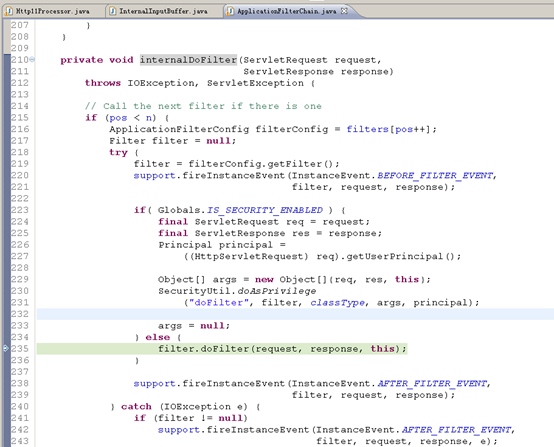 Http11Processor.java InternalInputBuffer.java ApplicationFilterChain.java
207 }
208 }
209
210 private void internalDoFilter(ServletRequest request,
211 ServletResponse response)
212 throws IOException, ServletException {
213
214 // Call the next filter if there is one
215 if (pos < n) {
216 ApplicationFilterConfig filterConfig = filters[pos++];
217 Filter filter = null;
218 try {
219 filter = filterConfig.getFilter();
220 support.fireInstanceEvent(InstanceEvent.BEFORE_FILTER_EVENT,
221 filter, request, response);
222
223 if( Globals.IS_SECURITY_ENABLED ) {
224 final ServletRequest req = request;
225 final ServletResponse res = response;
226 Principal principal =
227 ((HttpServletRequest) req).getUserPrincipal();
228
229 Object[] args = new Object[]{req, res, this};
230 SecurityUtil.doAsPrivilege
231 ("doFilter", filter, classType, args, principal);
232
233 args = null;
234 } else {
235 filter.doFilter(request, response, this);
236 }
237
238 support.fireInstanceEvent(InstanceEvent.AFTER_FILTER_EVENT,
239 filter, request, response);
240 } catch (IOException e) {
241 if (filter != null)
242 support.fireInstanceEvent(InstanceEvent.AFTER_FILTER_EVENT,
243 filter, request, response, e);